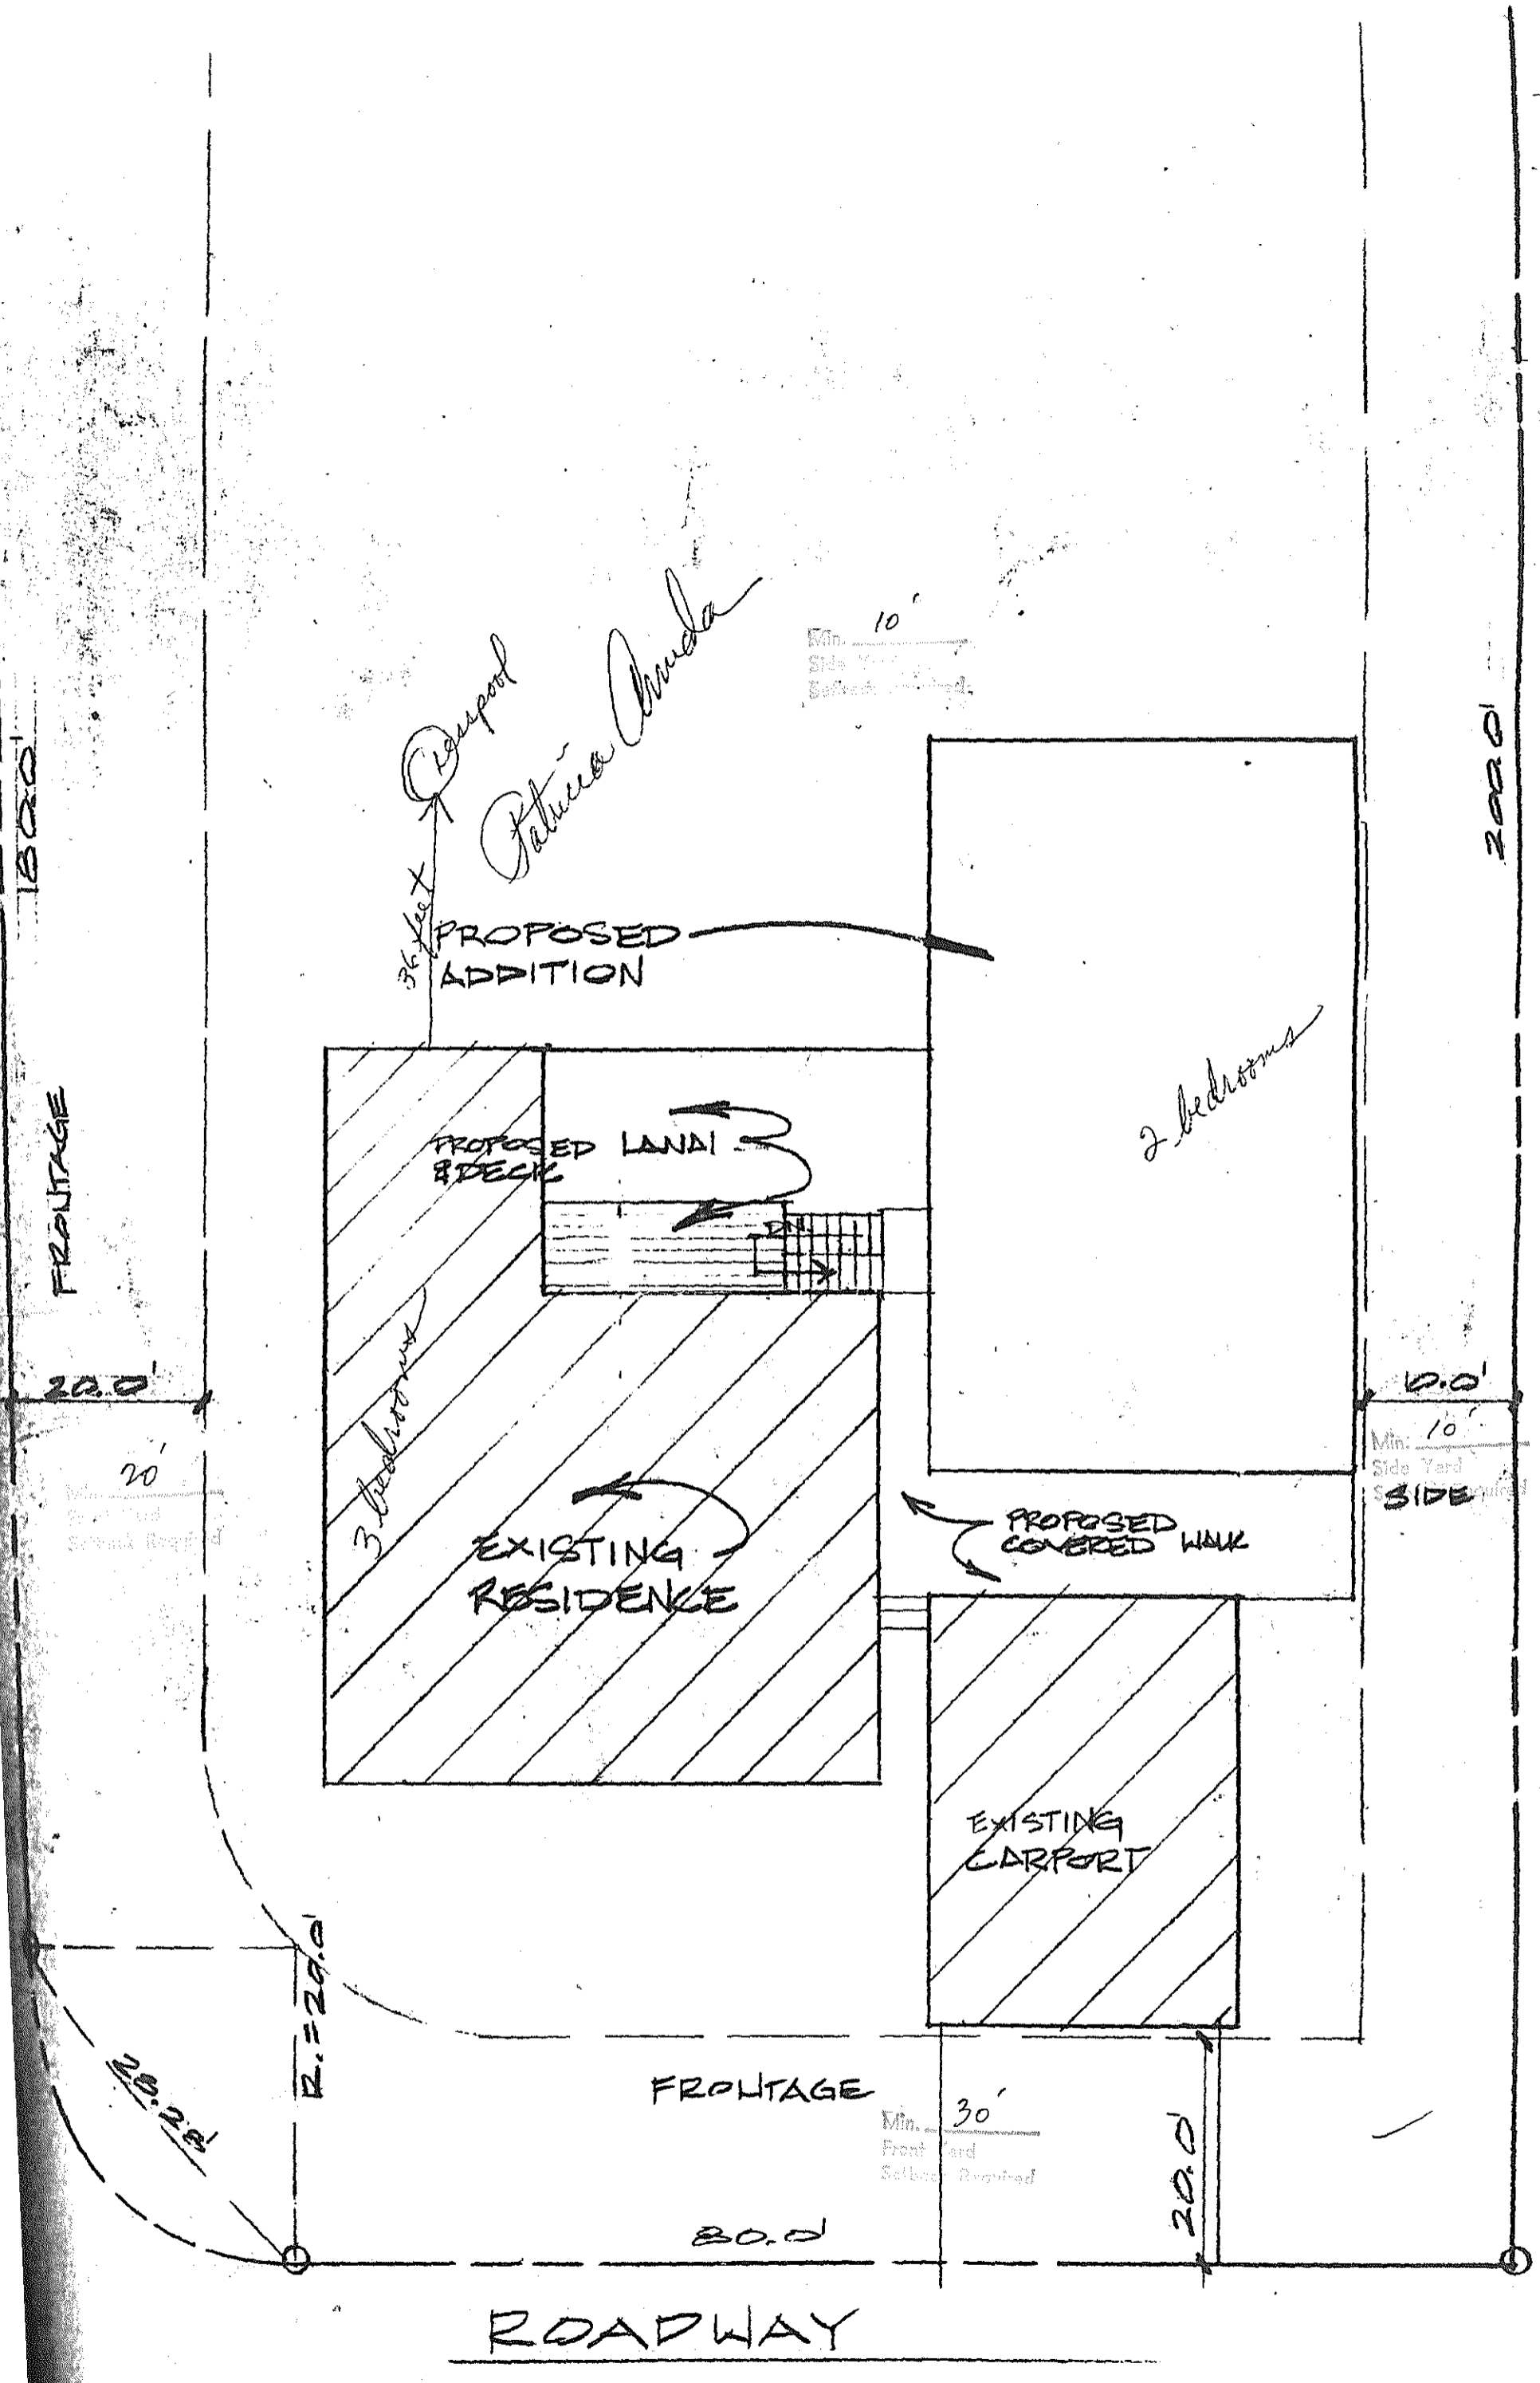 Min. 10'
Side Y
Cesspool
Patricia Arruda
180.0'
200.0'
36 feet
PROPOSED
ADDITION
2 bedrooms
PROPOSED LANAI
& DECK
DN.
FRONTAGE
20.0'
20'
3 bedrooms
EXISTING
RESIDENCE
PROPOSED
COVERED WALK
10.0'
Min. 10'
Side Yard
SIDE
EXISTING
CARPORT
R.=20.0'
28.28'
FRONTAGE
Min. 30'
Front Yard
Setback Required
20.0'
80.0'
ROADWAY